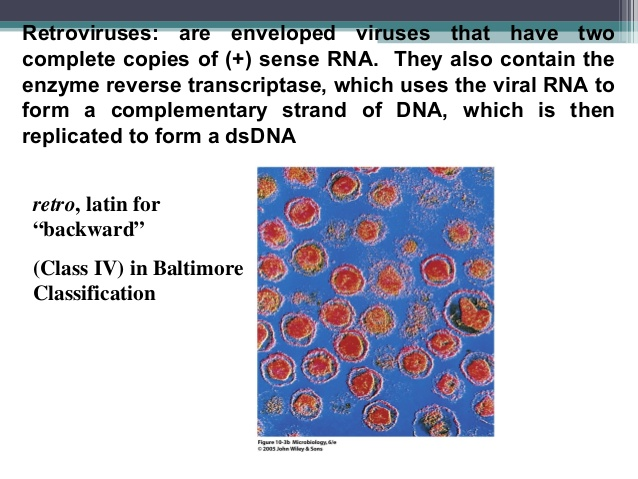 Retroviruses: are enveloped viruses that have two
complete copies of (+) sense RNA. They also contain the
enzyme reverse transcriptase, which uses the viral RNA to
form a complementary strand of DNA, which is then
replicated to form a dsDNA
retro, latin for
“backward”
(Class IV) in Baltimore
Classification
Figure 10-3b Microbiology, 6/e
© 2005 John Wiley & Sons